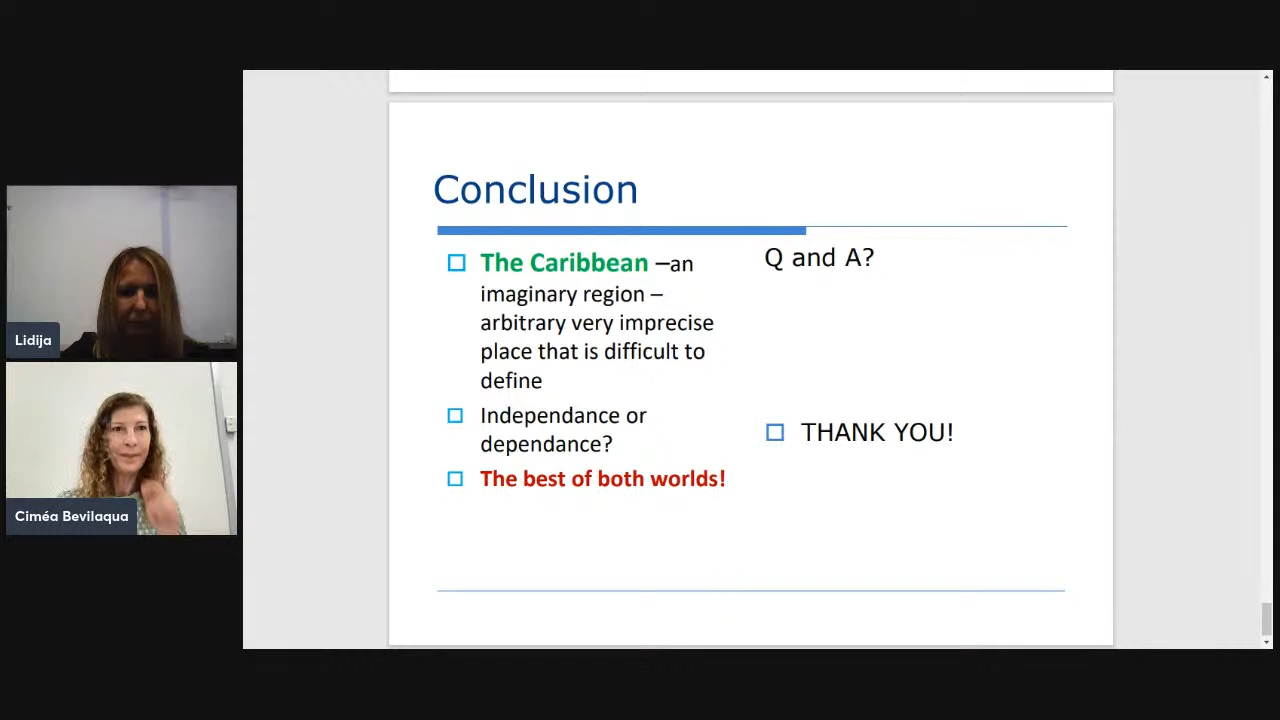 Conclusion
The Caribbean –an
imaginary region –
arbitrary very imprecise
place that is difficult to
define
Independance or
dependance?
The best of both worlds!
Q and A?
THANK YOU!
Lidija
Ciméa Bevilaqua